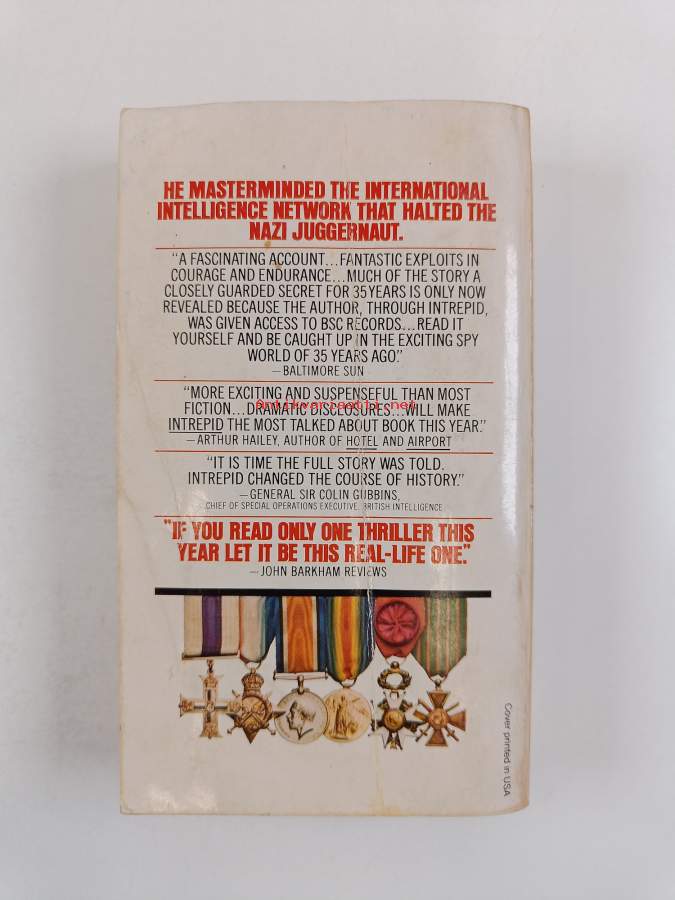 HE MASTERMINDED THE INTERNATIONAL
INTELLIGENCE NETWORK THAT HALTED THE
NAZI JUGGERNAUT.
"A FASCINATING ACCOUNT...FANTASTIC EXPLOITS IN
COURAGE AND ENDURANCE...MUCH OF THE STORY A
CLOSELY GUARDED SECRET FOR 35 YEARS IS ONLY NOW
REVEALED BECAUSE THE AUTHOR, THROUGH INTREPID,
WAS GIVEN ACCESS TO BSC RECORDS...READ IT
YOURSELF AND BE CAUGHT UP IN THE EXCITING SPY
WORLD OF 35 YEARS AGO."
—BALTIMORE SUN
"MORE EXCITING AND SUSPENSEFUL THAN MOST
FICTION...DRAMATIC DISCLOSURES...WILL MAKE
Antikvariaatti.net
INTREPID THE MOST TALKED ABOUT BOOK THIS YEAR."
—ARTHUR HAILEY, AUTHOR OF HOTEL AND AIRPORT
"IT IS TIME THE FULL STORY WAS TOLD.
INTREPID CHANGED THE COURSE OF HISTORY."
—GENERAL SIR COLIN GUBBINS,
CHIEF OF SPECIAL OPERATIONS EXECUTIVE, BRITISH INTELLIGENCE
"IF YOU READ ONLY ONE THRILLER THIS
YEAR LET IT BE THIS REAL-LIFE ONE."
—JOHN BARKHAM REVIEWS
Cover printed in USA